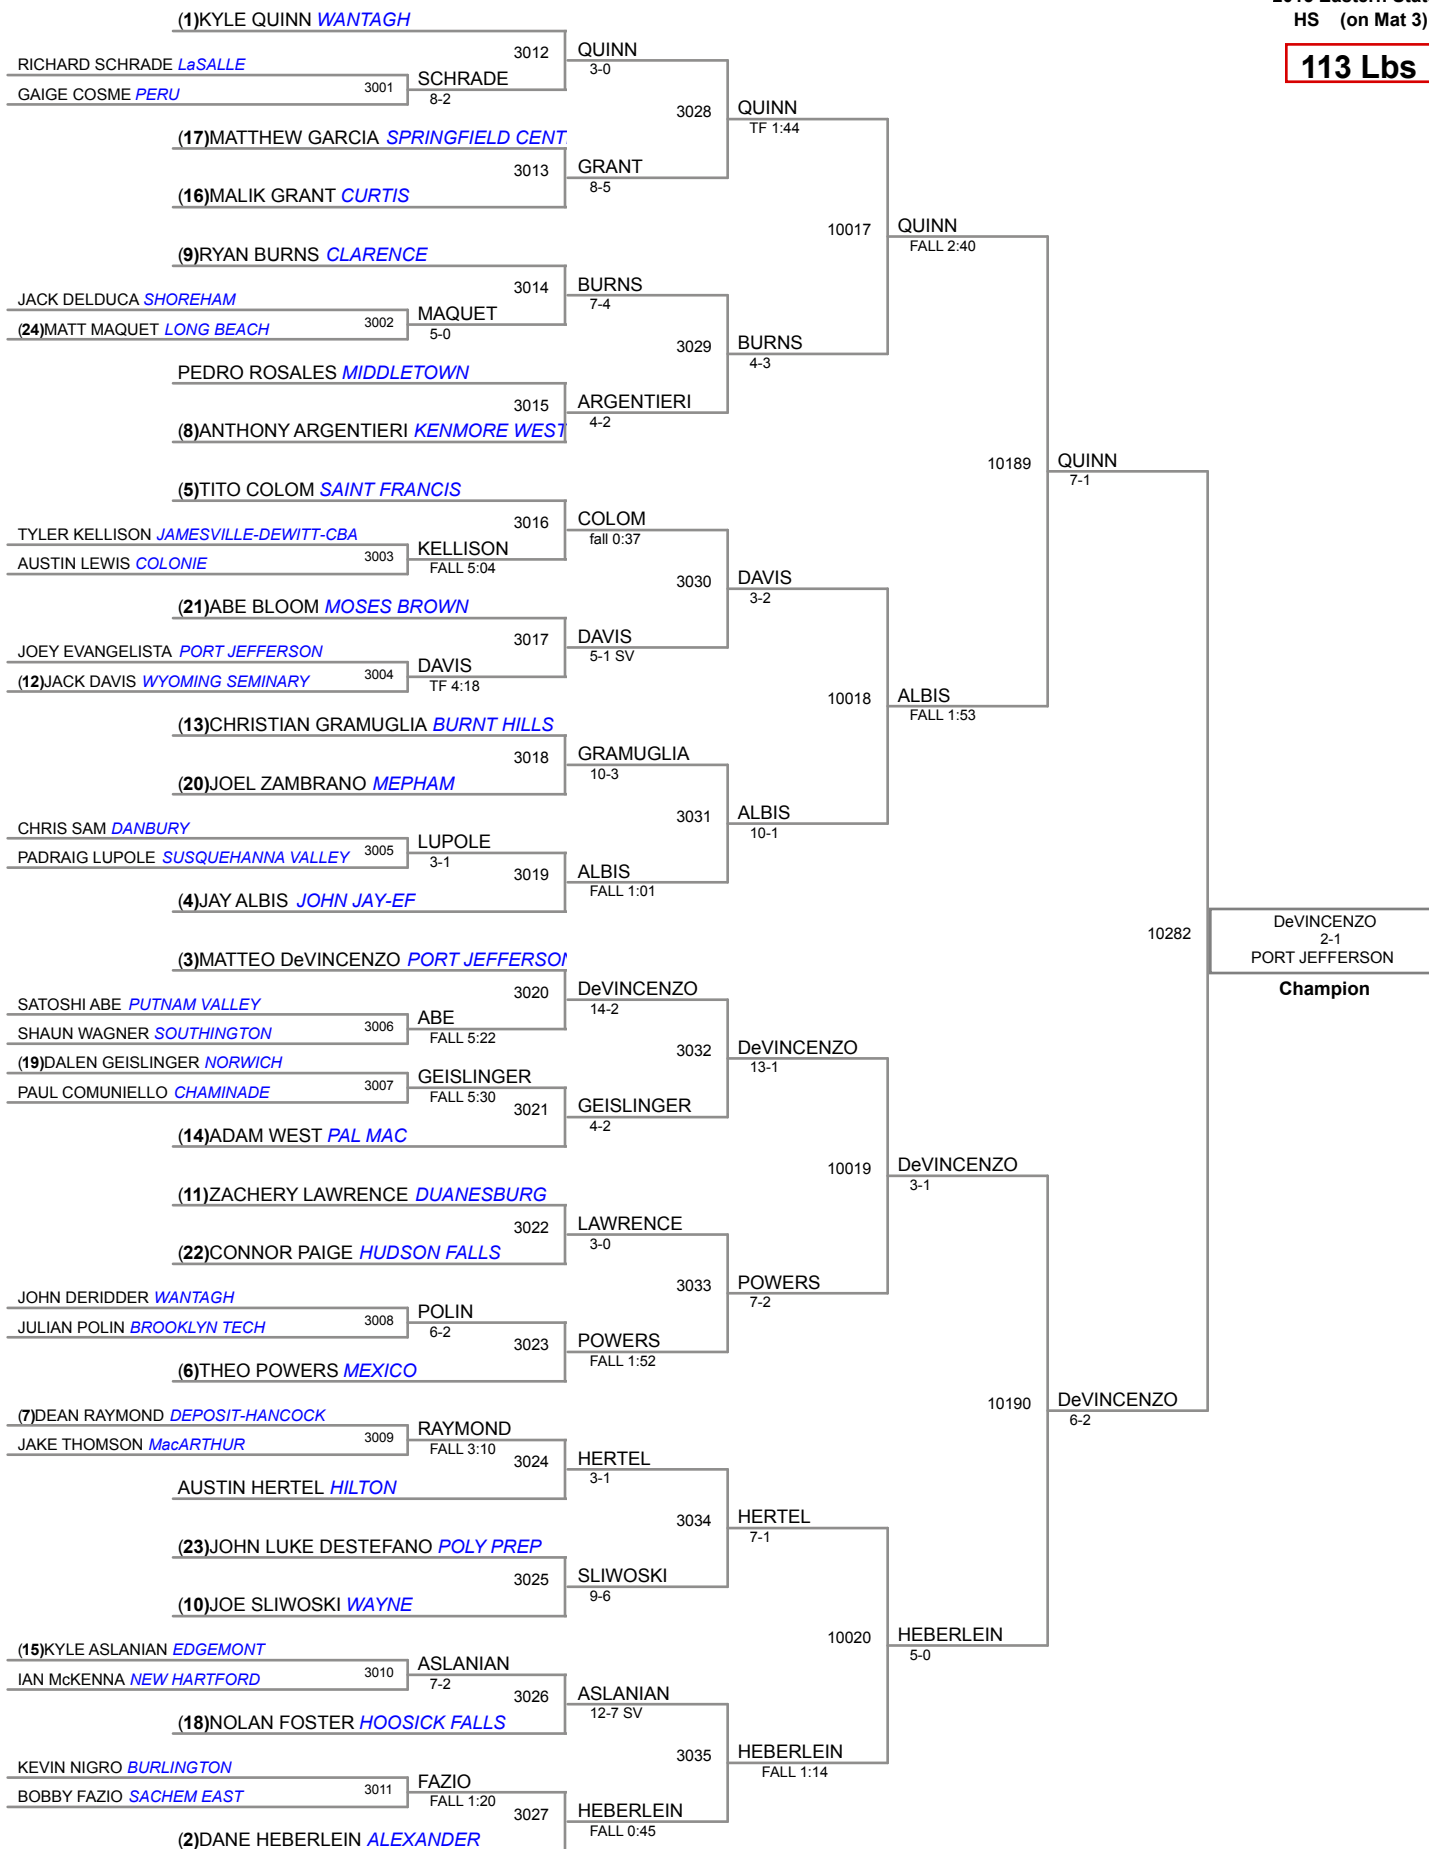 2016 Eastern Stat
HS (on Mat 3)
113 Lbs
(1)KYLE QUINN WANTAGH
3012
QUINN
3-0
RICHARD SCHRADE LaSALLE
3001
SCHRADE
8-2
GAIGE COSME PERU
3028
QUINN
TF 1:44
(17)MATTHEW GARCIA SPRINGFIELD CENT
3013
GRANT
8-5
(16)MALIK GRANT CURTIS
10017
QUINN
FALL 2:40
(9)RYAN BURNS CLARENCE
3014
BURNS
7-4
JACK DELDUCA SHOREHAM
3002
MAQUET
5-0
(24)MATT MAQUET LONG BEACH
3029
BURNS
4-3
PEDRO ROSALES MIDDLETOWN
3015
ARGENTIERI
4-2
(8)ANTHONY ARGENTIERI KENMORE WEST
10189
QUINN
7-1
(5)TITO COLOM SAINT FRANCIS
3016
COLOM
fall 0:37
TYLER KELLISON JAMESVILLE-DEWITT-CBA
3003
KELLISON
FALL 5:04
AUSTIN LEWIS COLONIE
3030
DAVIS
3-2
(21)ABE BLOOM MOSES BROWN
3017
DAVIS
5-1 SV
JOEY EVANGELISTA PORT JEFFERSON
3004
DAVIS
TF 4:18
(12)JACK DAVIS WYOMING SEMINARY
10018
ALBIS
FALL 1:53
(13)CHRISTIAN GRAMUGLIA BURNT HILLS
3018
GRAMUGLIA
10-3
(20)JOEL ZAMBRANO MEPHAM
3031
ALBIS
10-1
CHRIS SAM DANBURY
3005
LUPOLE
3-1
PADRAIG LUPOLE SUSQUEHANNA VALLEY
3019
ALBIS
FALL 1:01
(4)JAY ALBIS JOHN JAY-EF
10282
DeVINCENZO
2-1
PORT JEFFERSON
Champion
(3)MATTEO DeVINCENZO PORT JEFFERSON
3020
DeVINCENZO
14-2
SATOSHI ABE PUTNAM VALLEY
3006
ABE
FALL 5:22
SHAUN WAGNER SOUTHINGTON
3032
DeVINCENZO
13-1
(19)DALEN GEISLINGER NORWICH
3007
GEISLINGER
FALL 5:30
PAUL COMUNIELLO CHAMINADE
3021
GEISLINGER
4-2
(14)ADAM WEST PAL MAC
10019
DeVINCENZO
3-1
(11)ZACHERY LAWRENCE DUANESBURG
3022
LAWRENCE
3-0
(22)CONNOR PAIGE HUDSON FALLS
3033
POWERS
7-2
JOHN DERIDDER WANTAGH
3008
POLIN
6-2
JULIAN POLIN BROOKLYN TECH
3023
POWERS
FALL 1:52
(6)THEO POWERS MEXICO
10190
DeVINCENZO
6-2
(7)DEAN RAYMOND DEPOSIT-HANCOCK
3009
RAYMOND
FALL 3:10
JAKE THOMSON MacARTHUR
3024
HERTEL
3-1
AUSTIN HERTEL HILTON
3034
HERTEL
7-1
(23)JOHN LUKE DESTEFANO POLY PREP
3025
SLIWOSKI
9-6
(10)JOE SLIWOSKI WAYNE
10020
HEBERLEIN
5-0
(15)KYLE ASLANIAN EDGEMONT
3010
ASLANIAN
7-2
IAN McKENNA NEW HARTFORD
3026
ASLANIAN
12-7 SV
(18)NOLAN FOSTER HOOSICK FALLS
3035
HEBERLEIN
FALL 1:14
KEVIN NIGRO BURLINGTON
3011
FAZIO
FALL 1:20
BOBBY FAZIO SACHEM EAST
3027
HEBERLEIN
FALL 0:45
(2)DANE HEBERLEIN ALEXANDER